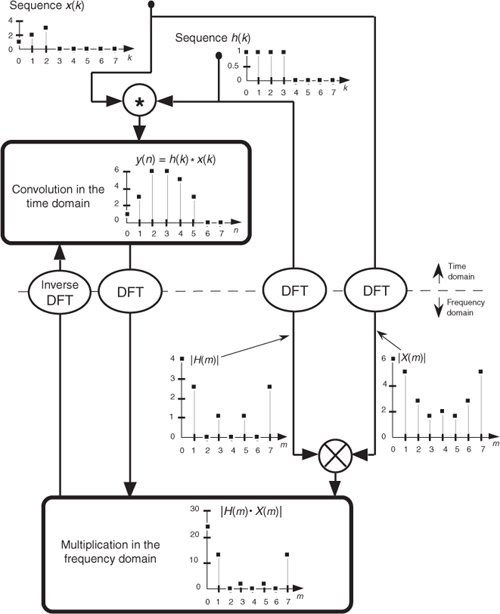 Sequence x(k)
4
2
0
0 1 2 3 4 5 6 7 k
Sequence h(k)
1
0.5
0
0 1 2 3 4 5 6 7 k
*
y(n) = h(k) * x(k)
6
4
2
0
0 1 2 3 4 5 6 7 n
Convolution in the
time domain
Inverse
DFT
DFT
DFT
DFT
Time
domain
Frequency
domain
|H(m)|
4
3
2
1
0
0 1 2 3 4 5 6 7 m
|X(m)|
6
4
2
0
0 1 2 3 4 5 6 7 m
|H(m) · X(m)|
30
20
10
0
0 1 2 3 4 5 6 7 m
Multiplication in the
frequency domain